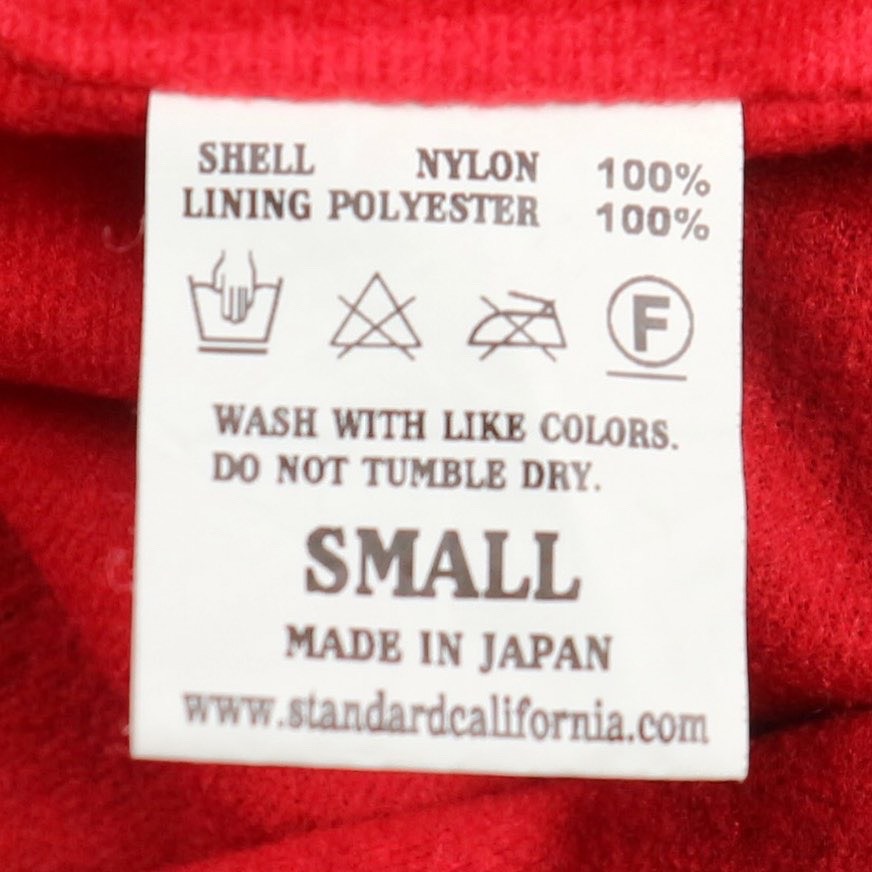 SHELL NYLON 100%
LINING POLYESTER 100%
F
WASH WITH LIKE COLORS.
DO NOT TUMBLE DRY.
SMALL
MADE IN JAPAN
www.standardcalifornia.com